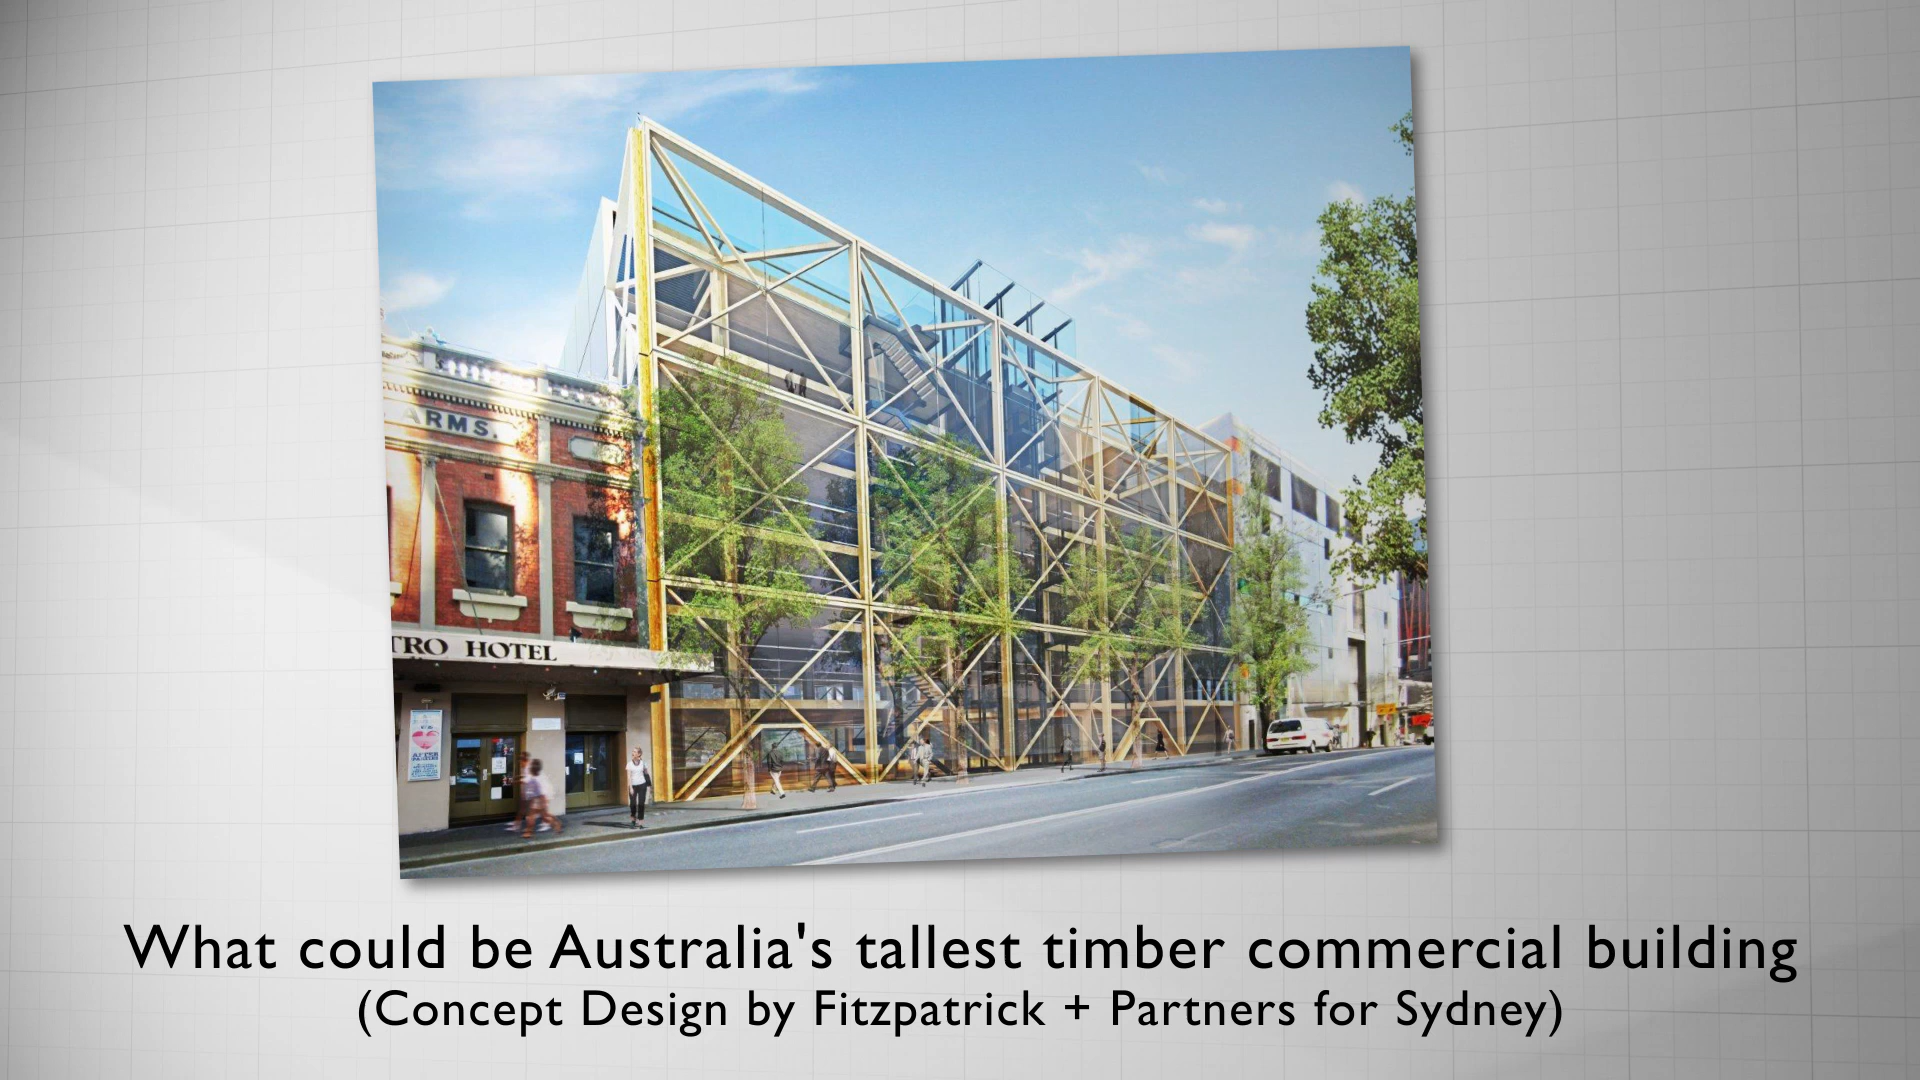 ARMS.
TRO HOTEL
What could be Australia's tallest timber commercial building
(Concept Design by Fitzpatrick + Partners for Sydney)